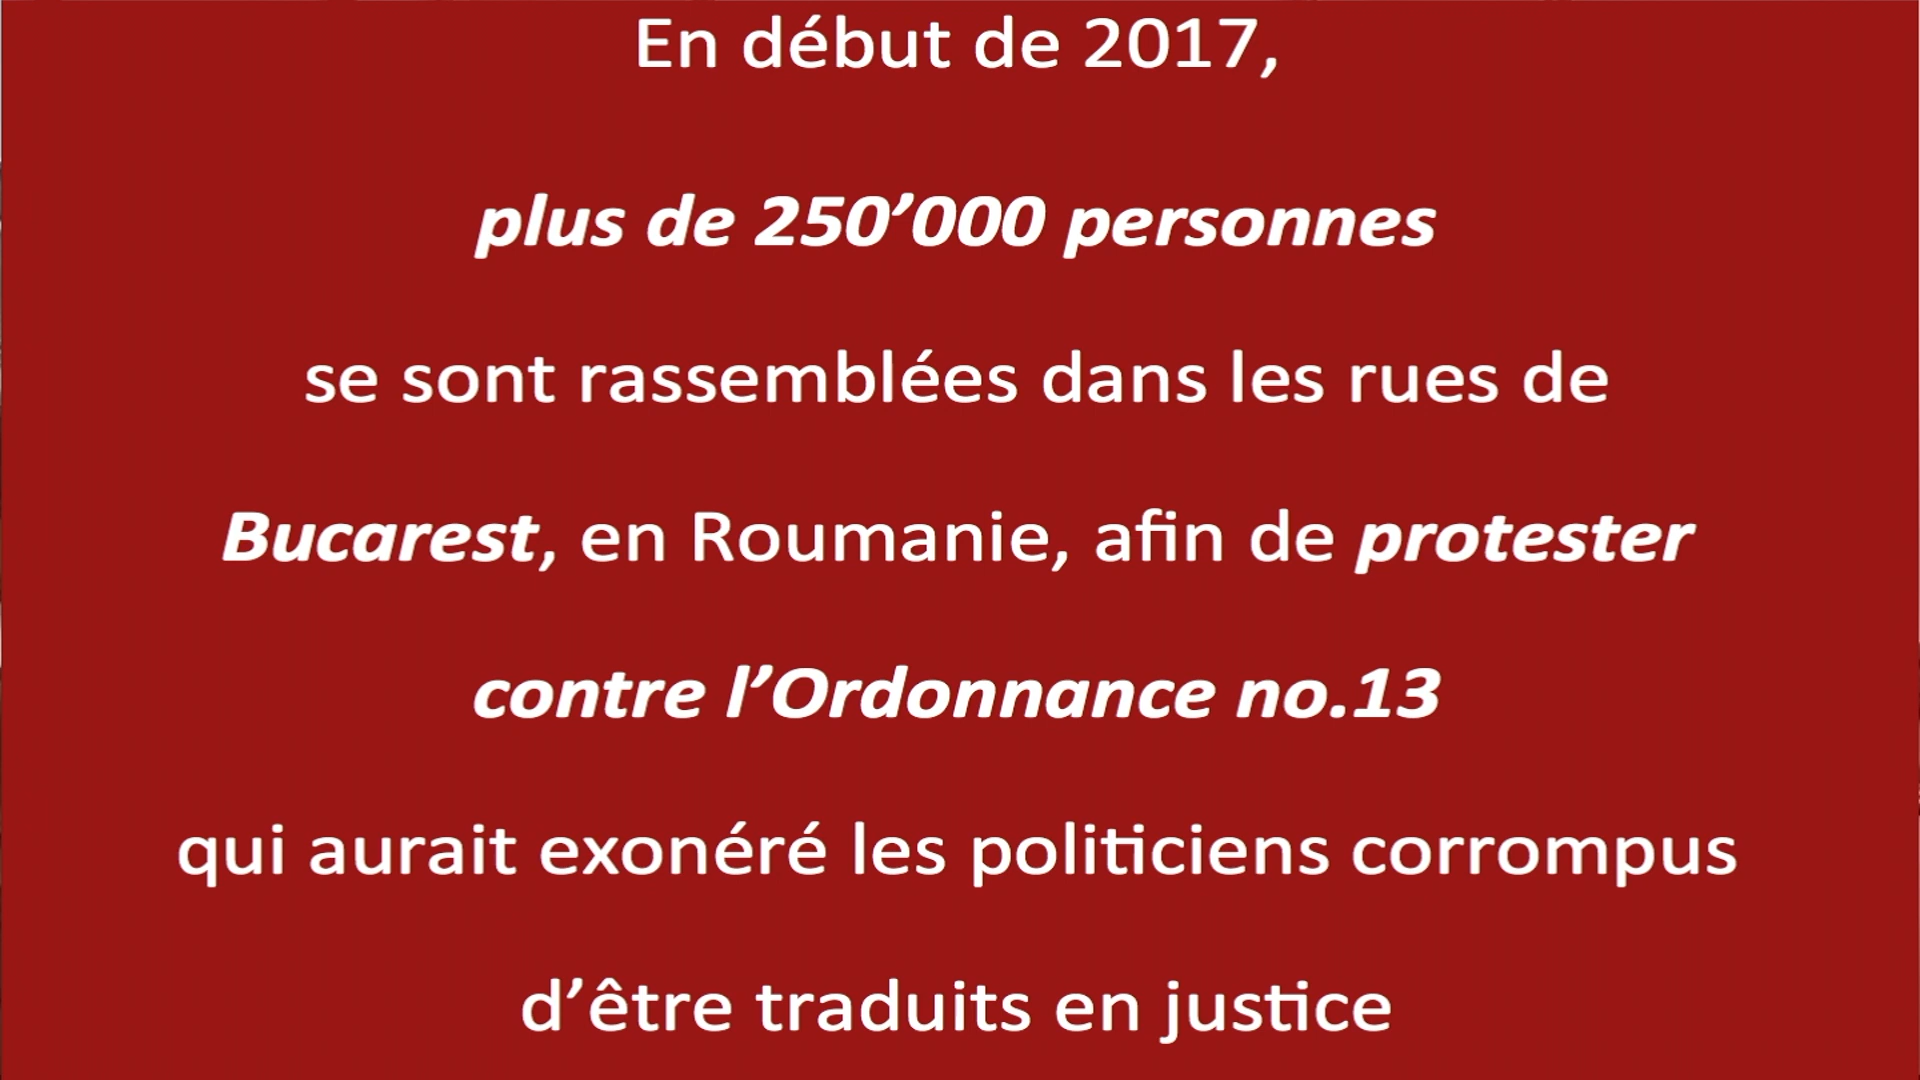 En début de 2017,
plus de 250’000 personnes
se sont rassemblées dans les rues de
Bucarest, en Roumanie, afin de protester
contre l’Ordonnance no.13
qui aurait exonéré les politiciens corrompus
d’être traduits en justice